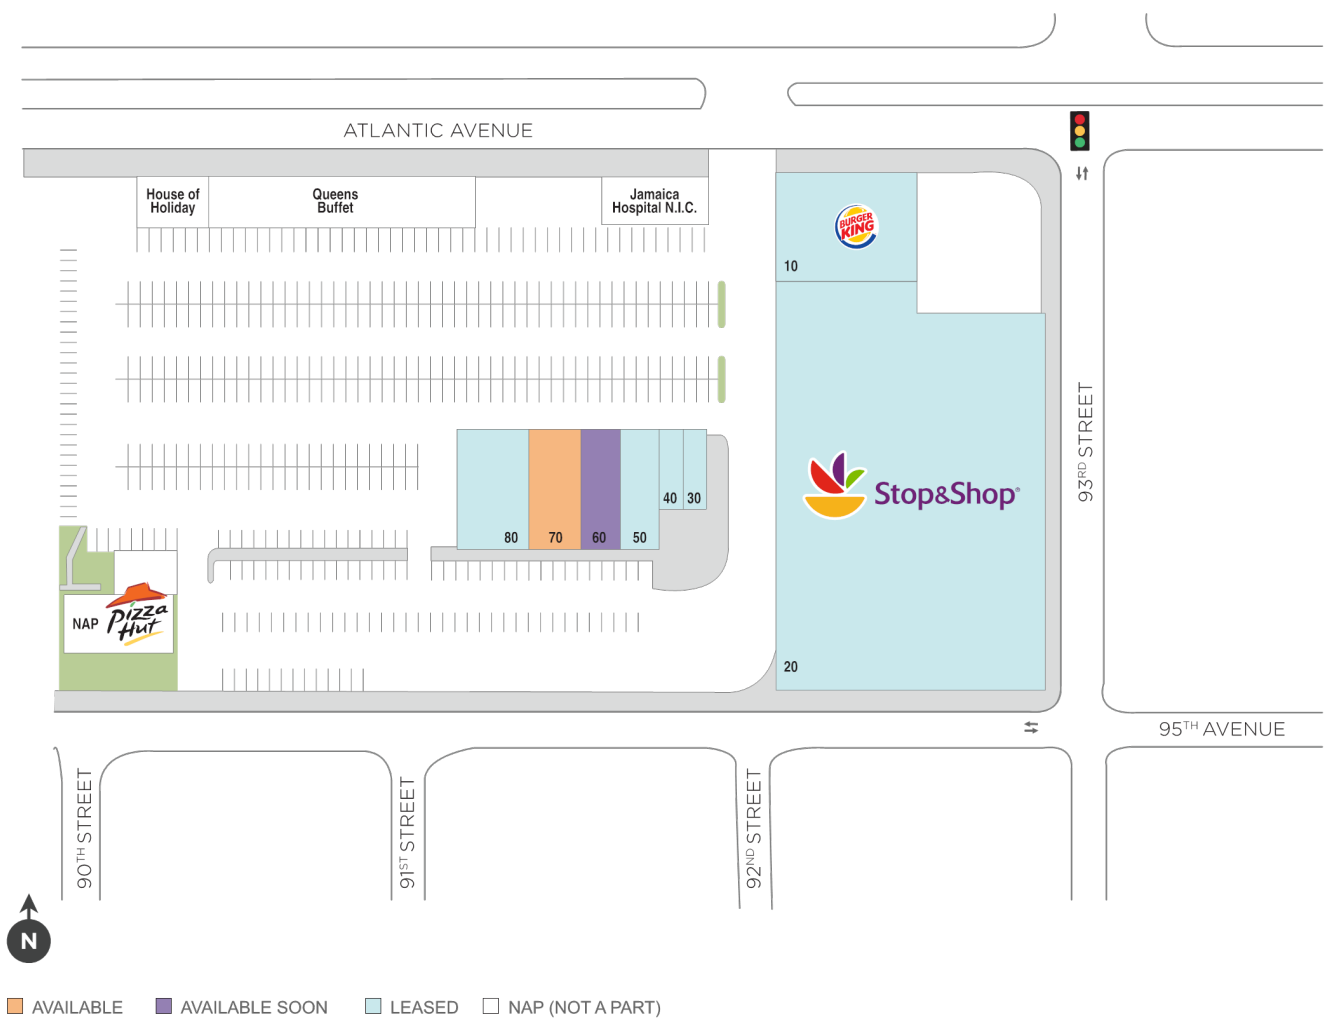 ATLANTIC AVENUE
House of
Holiday
Queens
Buffet
Jamaica
Hospital N.I.C.
BURGER
KING
10
93RD STREET
Stop&Shop®
40
30
80
70
60
50
NAP
Pizza
Hut
20
95TH AVENUE
90TH STREET
91ST STREET
92ND STREET
N
AVAILABLE
AVAILABLE SOON
LEASED
NAP (NOT A PART)